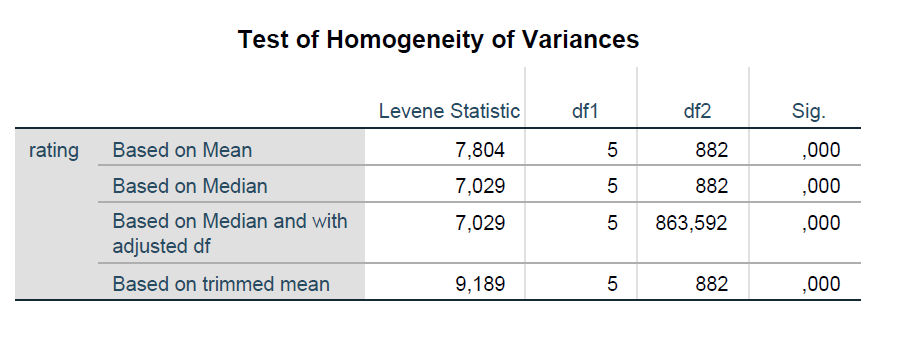 Test of Homogeneity of Variances
Levene Statistic df1 df2 Sig.
rating Based on Mean 7,804 5 882 ,000
Based on Median 7,029 5 882 ,000
Based on Median and with adjusted df 7,029 5 863,592 ,000
Based on trimmed mean 9,189 5 882 ,000